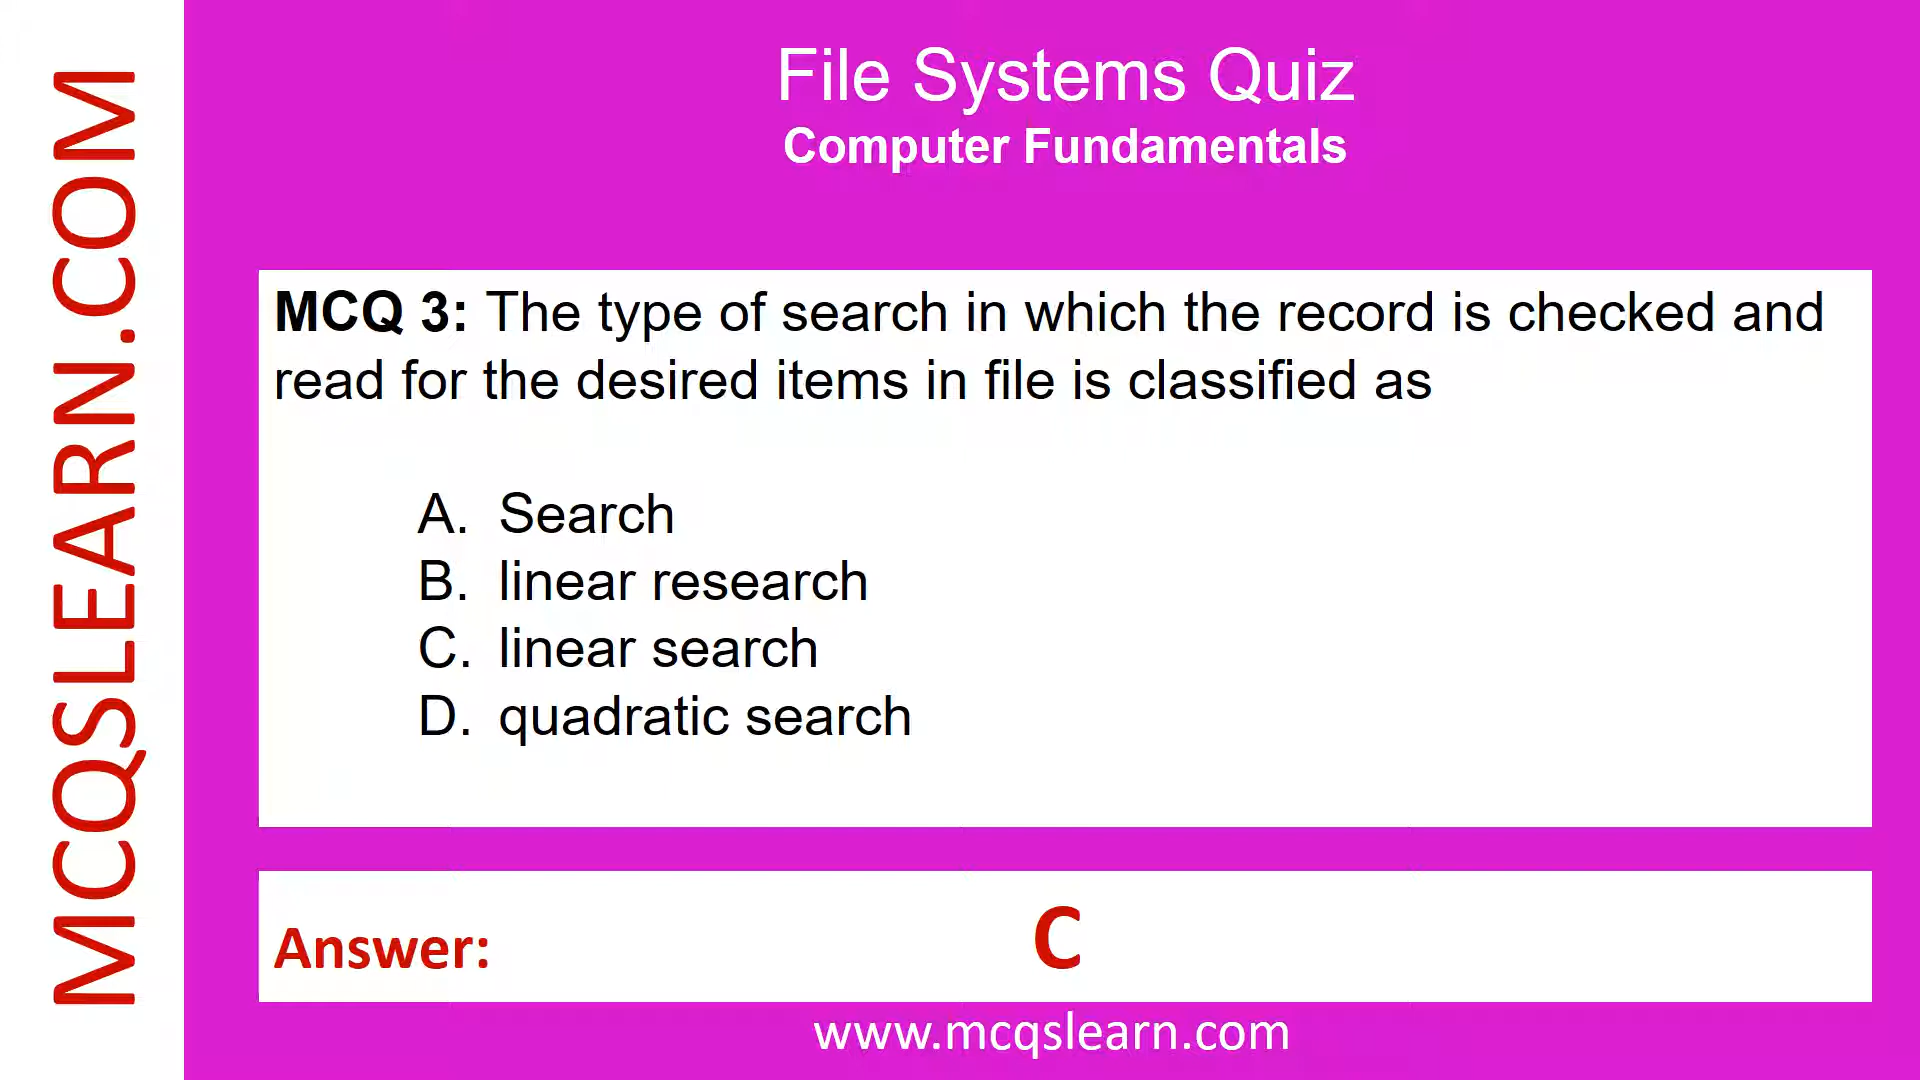 MCQSLEARN.COM
File Systems Quiz
Computer Fundamentals
MCQ 3: The type of search in which the record is checked and
read for the desired items in file is classified as
A. Search
B. linear research
C. linear search
D. quadratic search
Answer: C
www.mcqslearn.com